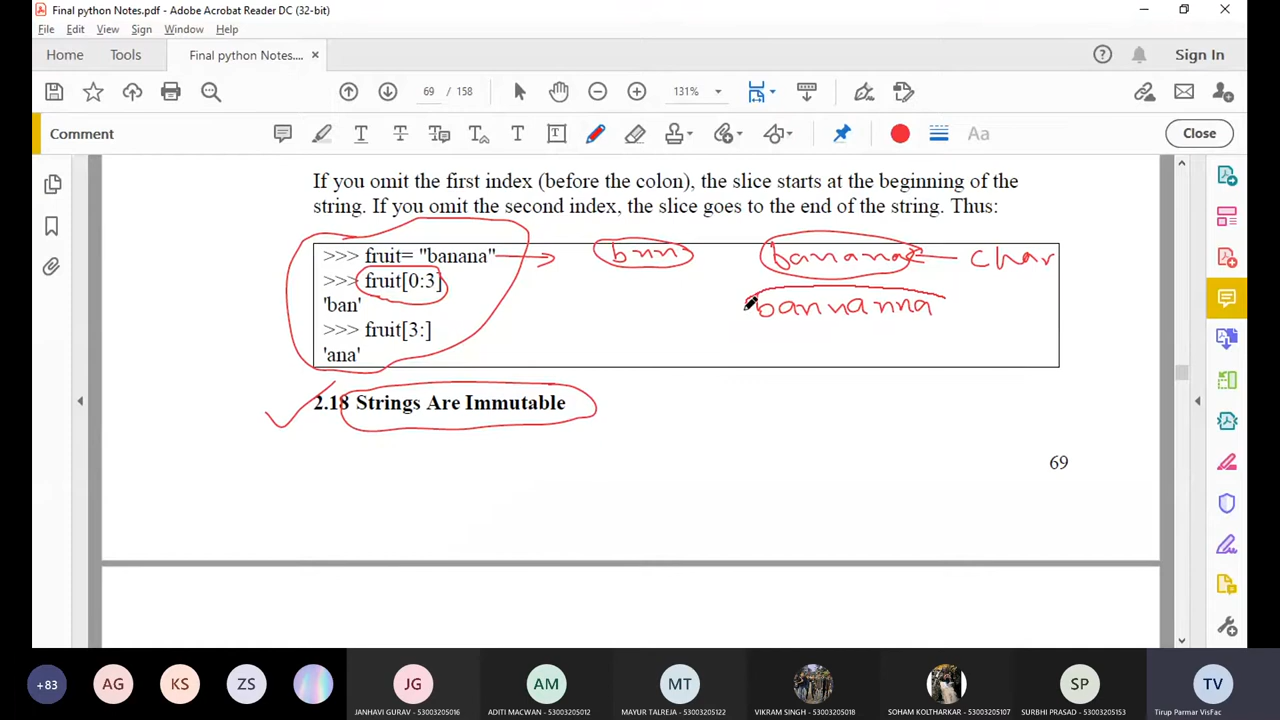 Final python Notes.pdf - Adobe Acrobat Reader DC (32-bit)
File Edit View Sign Window Help
Home Tools Final python Notes.... × Sign In
69 / 158 131%
Comment Aa Close
If you omit the first index (before the colon), the slice starts at the beginning of the
string. If you omit the second index, the slice goes to the end of the string. Thus:
>>> fruit= "banana" bnn banana char
>>> fruit[0:3]
'ban' bannanna
>>> fruit[3:]
'ana'
2.18 Strings Are Immutable
69
+83 AG KS ZS JG AM MT SP TV
JANHAVI GURAV - 53003205016 ADITI MACWAN - 53003205012 MAYUR TALREJA - 53003205122 VIKRAM SINGH - 53003205018 SOHAM KOLTHARKAR - 53003205107 SURBHI PRASAD - 53003205153 Tirup Parmar VisFac